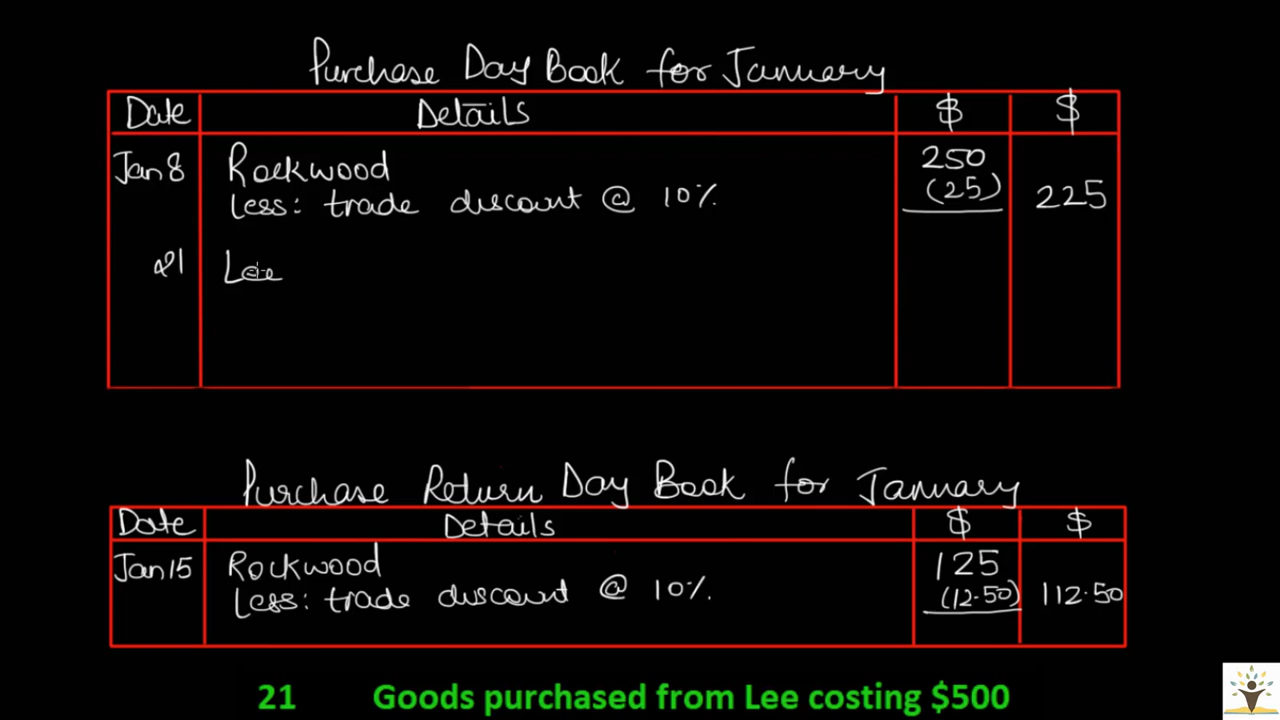 Purchase Day Book for January
Date Details $ $
Jan 8 Rockwood 250
Less: trade discount @ 10% (25) 225
21 Lee
Purchase Return Day Book for January
Date Details $ $
Jan 15 Rockwood 125
Less: trade discount @ 10% (12.50) 112.50
21 Goods purchased from Lee costing $500